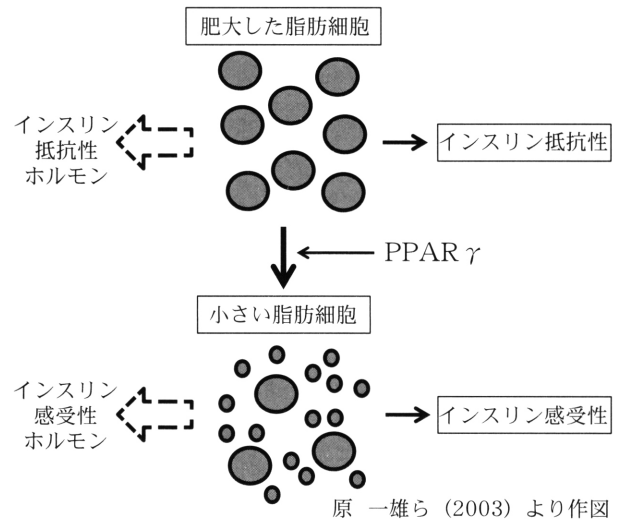 肥大した脂肪細胞
インスリン
抵抗性
ホルモン
インスリン抵抗性
PPARγ
小さい脂肪細胞
インスリン
感受性
ホルモン
インスリン感受性
原 一雄ら(2003)より作図